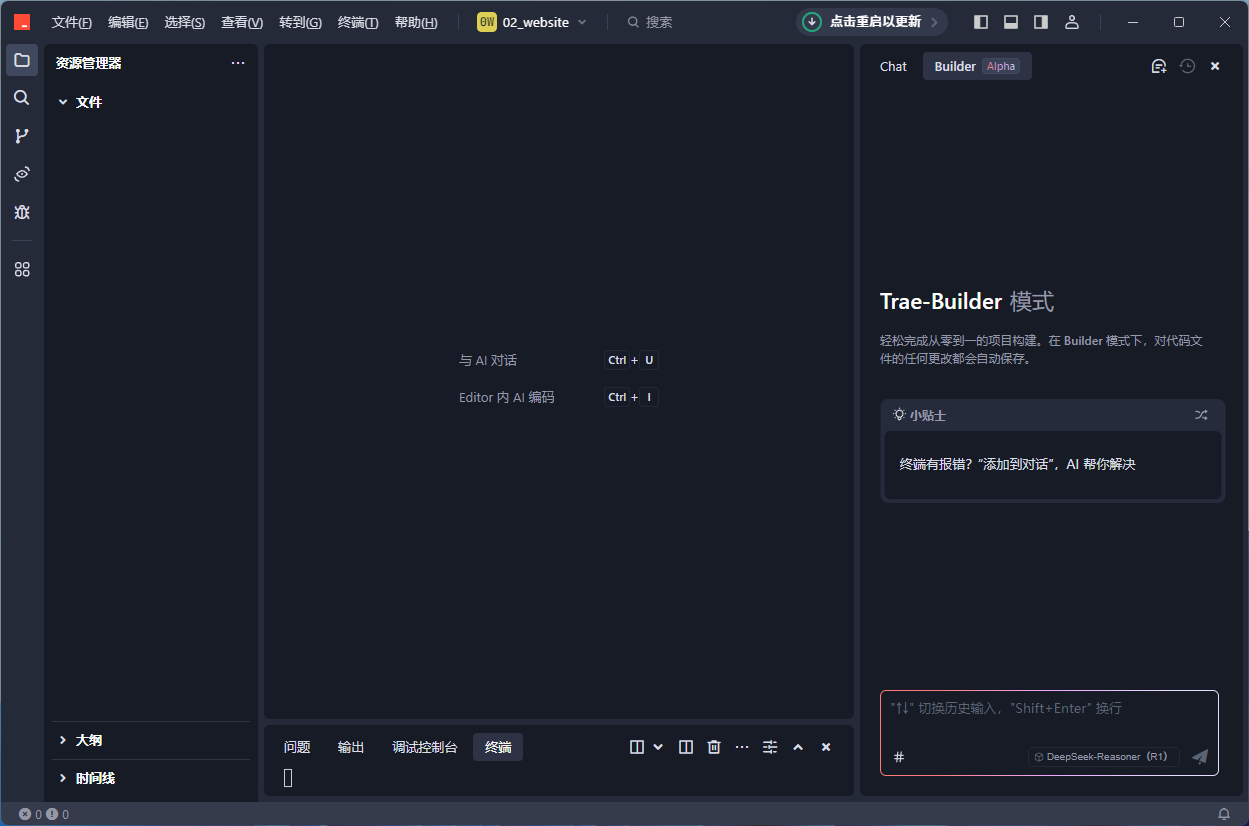 文件(F) 编辑(E) 选择(S) 查看(V) 转到(G) 终端(T) 帮助(H) 0W 02_website 搜索 点击重启以更新
资源管理器
文件
大纲
时间线
与 AI 对话 Ctrl + U
Editor 内 AI 编码 Ctrl + I
问题 输出 调试控制台 终端
Chat Builder Alpha
Trae-Builder 模式
轻松完成从零到一的项目构建。在 Builder 模式下，对代码文
件的任何更改都会自动保存。
小贴士
终端有报错？“添加到对话”，AI 帮你解决
"↑↓" 切换历史输入，"Shift+Enter" 换行
# DeepSeek-Reasoner（R1）
0 0